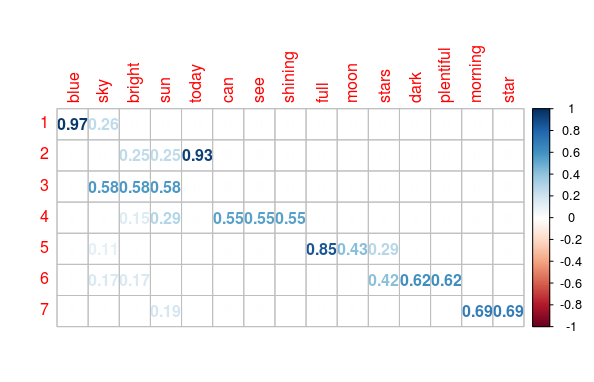 blue sky bright sun today can see shining full moon stars dark plentiful morning star
1 0.97 0.26
2 0.25 0.25 0.93
3 0.58 0.58 0.58
4 0.15 0.29 0.55 0.55 0.55
5 0.11 0.85 0.43 0.29
6 0.17 0.17 0.42 0.62 0.62
7 0.19 0.69 0.69
1
0.8
0.6
0.4
0.2
0
-0.2
-0.4
-0.6
-0.8
-1